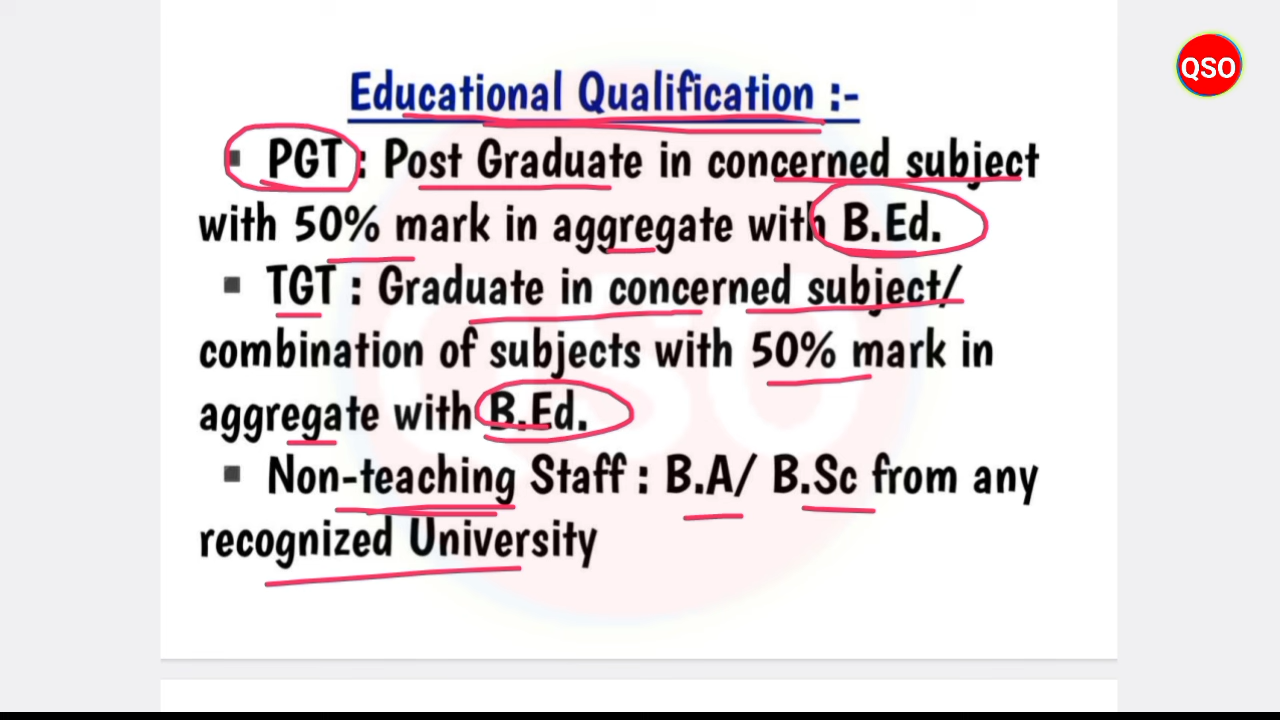 QSO
Educational Qualification :-
▪ PGT : Post Graduate in concerned subject
with 50% mark in aggregate with B.Ed.
▪ TGT : Graduate in concerned subject/
combination of subjects with 50% mark in
aggregate with B.Ed.
▪ Non-teaching Staff : B.A/ B.Sc from any
recognized University